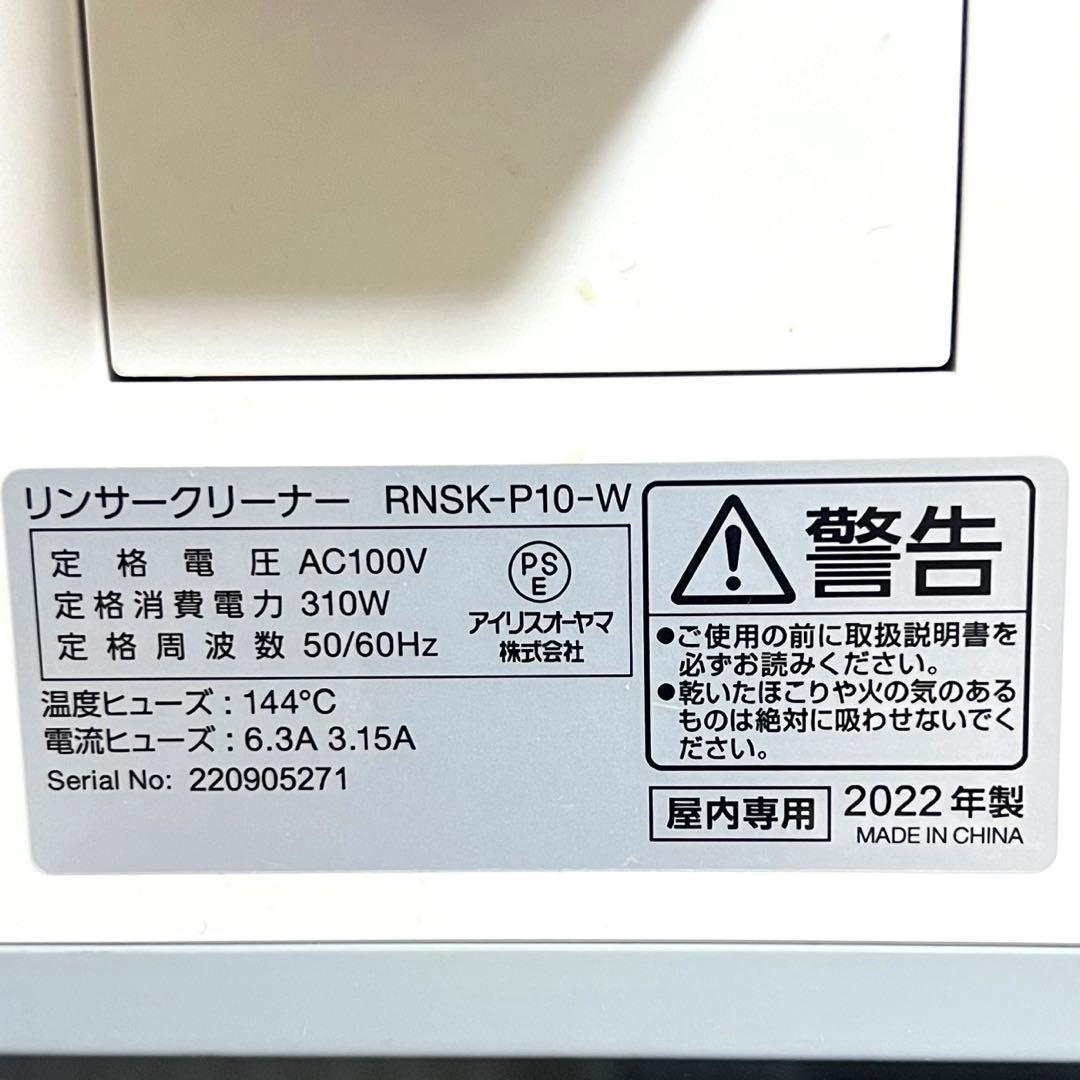 リンサークリーナー RNSK-P10-W
定格電圧 AC100V
定格消費電力 310W
定格周波数 50/60Hz
PS
E
アイリスオーヤマ
株式会社
温度ヒューズ : 144℃
電流ヒューズ : 6.3A 3.15A
Serial No: 220905271
警告
●ご使用の前に取扱説明書を
必ずお読みください。
●乾いたほこりや火の気のある
ものは絶対に吸わせないでく
ださい。
屋内専用
2022年製
MADE IN CHINA